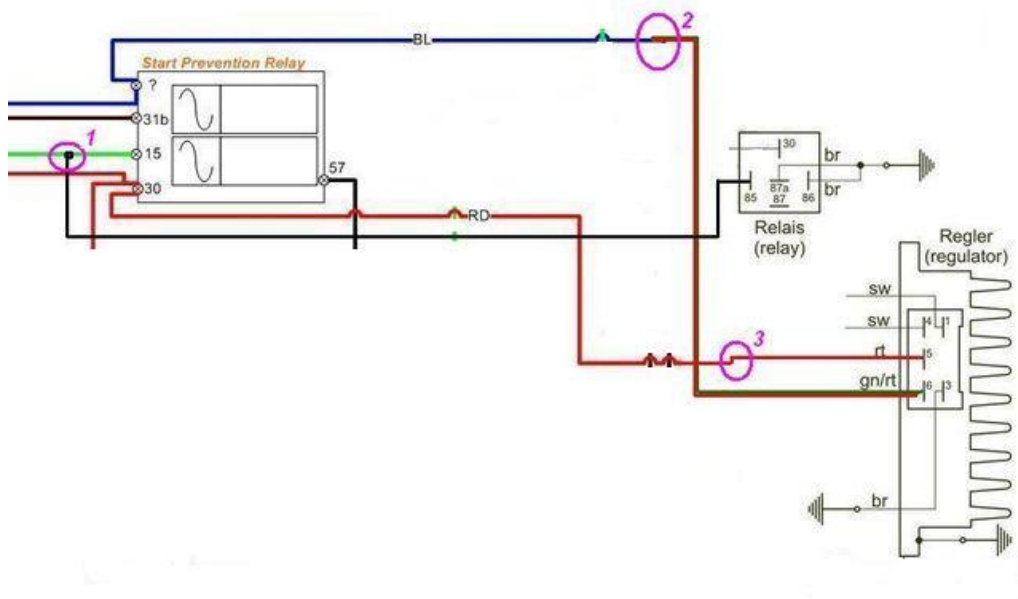 2
BL
Start Prevention Relay
?
31b
1
15
30
57
RD
30
br
87a
87
85
86
br
Relais
(relay)
Regler
(regulator)
sw
4
1
sw
3
rt
5
gn/rt
6
3
br